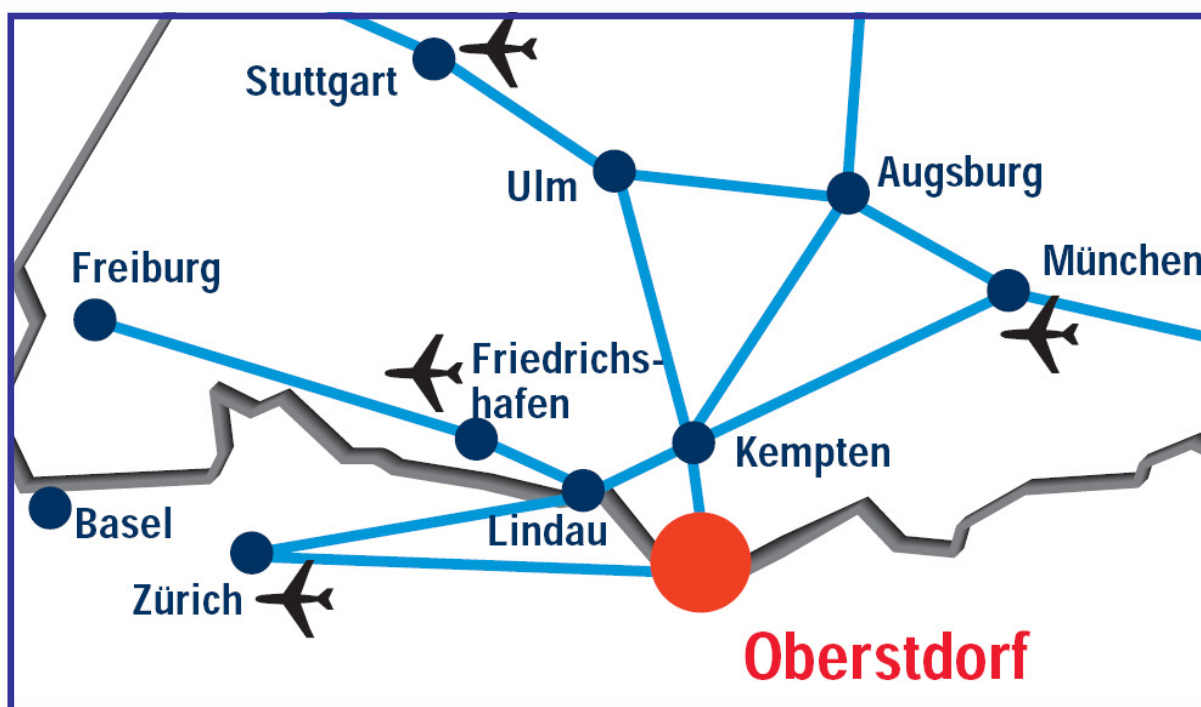 Stuttgart
Ulm
Augsburg
München
Freiburg
Friedrichs-
hafen
Kempten
Basel
Lindau
Zürich
Oberstdorf